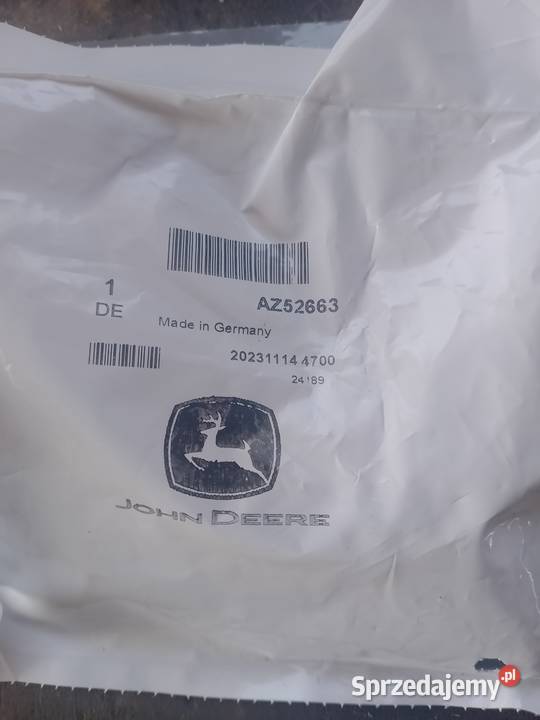 1
DE
AZ52663
Made in Germany
20231114 4700
24189
JOHN DEERE
Sprzedajemy.pl